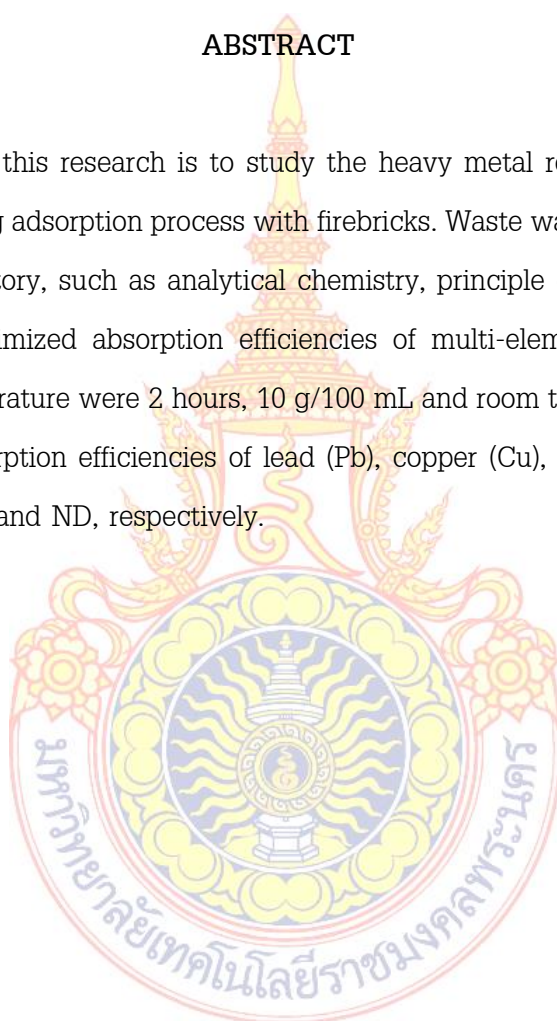 ABSTRACT
this research is to study the heavy metal r
g adsorption process with firebricks. Waste wa
tory, such as analytical chemistry, principle
mized absorption efficiencies of multi-elem
rature were 2 hours, 10 g/100 mL and room t
rption efficiencies of lead (Pb), copper (Cu),
and ND, respectively.
มหาวิทยาลัยเทคโนโลยีราชมงคลพระนคร